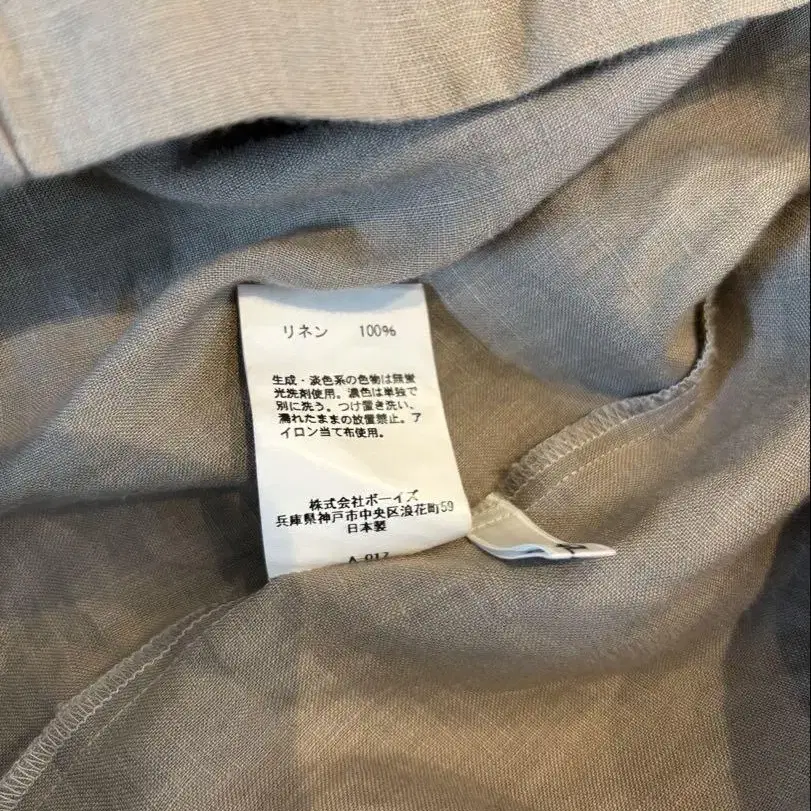 リネン 100%
生成・淡色系の色物は無蛍
光洗剤使用。濃色は単独で
別に洗う。つけ置き洗い、
濡れたままの放置禁止。ア
イロン当て布使用。
株式会社ボーイズ
兵庫県神戸市中央区浪花町59
日本製
A-017